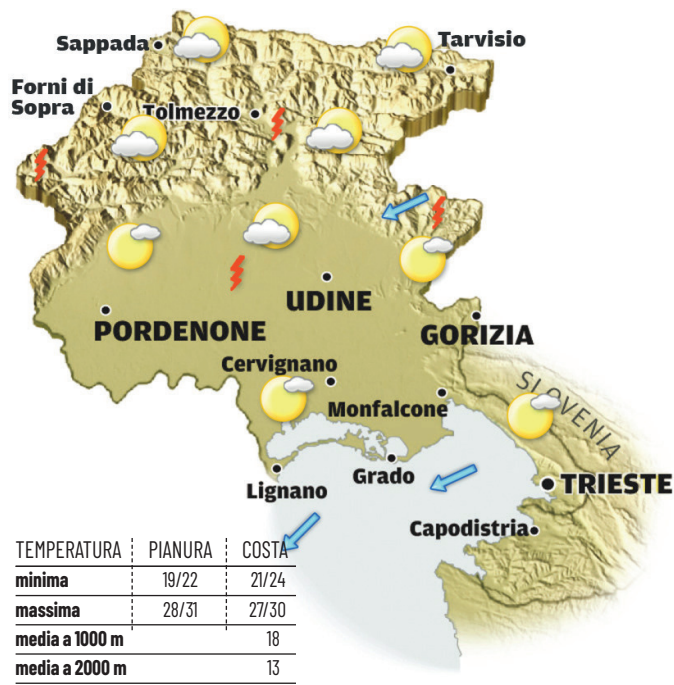 Sappada
Tarvisio
Forni di
Sopra
Tolmezzo
UDINE
PORDENONE
GORIZIA
Cervignano
SLOVENIA
Monfalcone
Grado
Lignano
TRIESTE
Capodistria
TEMPERATURA PIANURA COSTA
minima 19/22 21/24
massima 28/31 27/30
media a 1000 m 18
media a 2000 m 13